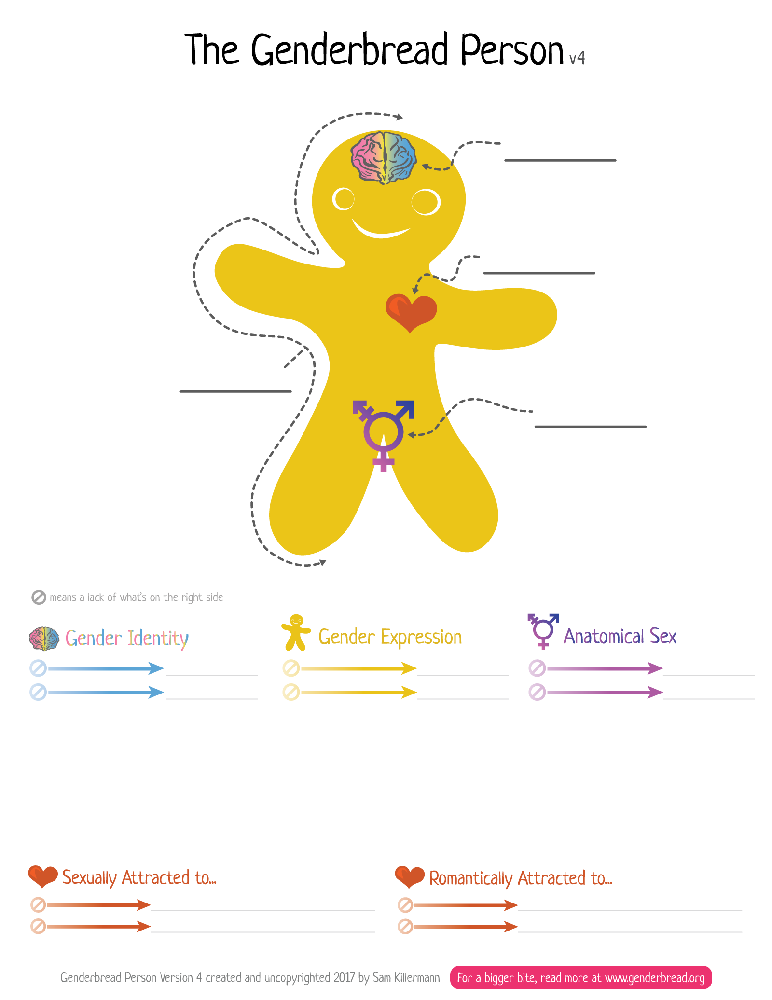 The Genderbread Person v4
means a lack of what's on the right side
Gender Identity
Gender Expression
Anatomical Sex
Sexually Attracted to...
Romantically Attracted to...
Genderbread Person Version 4 created and uncopyrighted 2017 by Sam Killermann
For a bigger bite, read more at www.genderbread.org